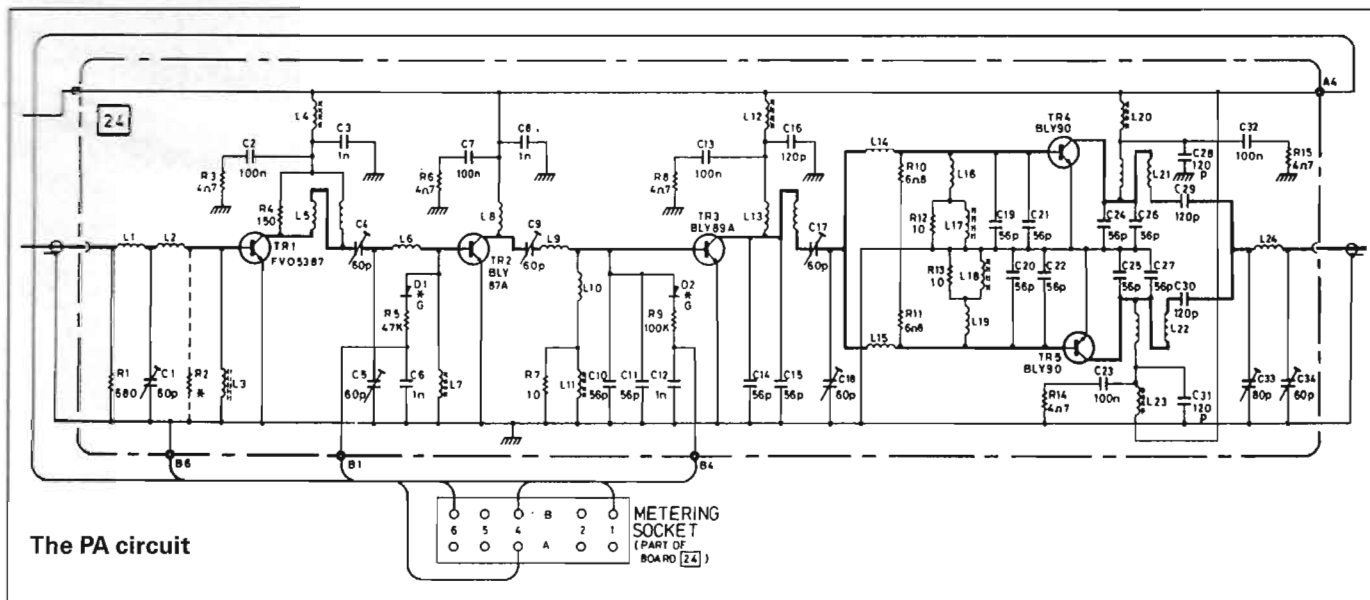 24
L4
C3
1n
C2
100n
R3
4n7
R4
150
L5
C4
60p
L1
L2
TR1
FV05387
R1
680
C1
60p
R2
*
L3
C7
100n
C8
1n
R6
4n7
L8
C9
60p
L6
TR2
BLY
87A
D1
*
G
R5
47K
C5
60p
C6
1n
L7
L9
L10
R7
10
L11
C10
56p
C11
56p
C12
1n
D2
*
G
R9
100K
L12
C16
120p
C13
100n
R8
4n7
L13
TR3
BLY89A
C17
60p
C14
56p
C15
56p
C18
60p
L14
L15
R10
6n8
R11
6n8
L16
R12
10
L17
R13
10
L18
L19
C19
56p
C21
56p
C20
56p
C22
56p
TR4
BLY90
TR5
BLY90
L20
C28
120
p
C32
100n
R15
4n7
L21
C29
120p
C24
56p
C26
56p
C25
56p
C27
56p
C30
120p
L22
C23
100n
R14
4n7
L23
C31
120
p
L24
C33
80p
C34
60p
A4
B6
B1
B4
6 5 4 B 2 1
A
METERING
SOCKET
(PART OF
BOARD 24)
The PA circuit